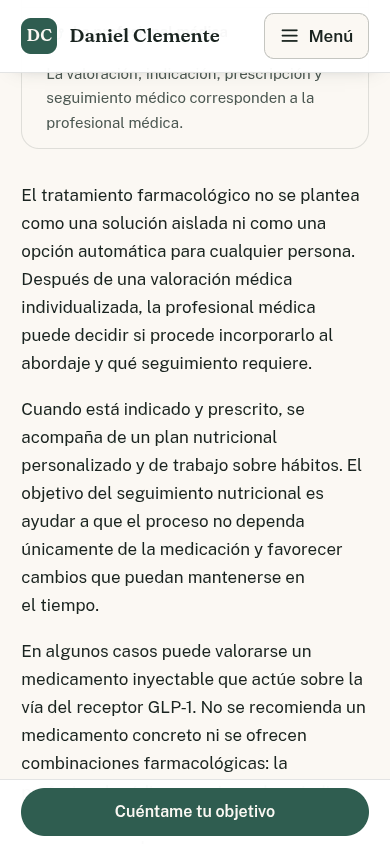 DC Daniel Clemente
Menú
La valoración, indicación, prescripción y
seguimiento médico corresponden a la
profesional médica.
El tratamiento farmacológico no se plantea
como una solución aislada ni como una
opción automática para cualquier persona.
Después de una valoración médica
individualizada, la profesional médica
puede decidir si procede incorporarlo al
abordaje y qué seguimiento requiere.
Cuando está indicado y prescrito, se
acompaña de un plan nutricional
personalizado y de trabajo sobre hábitos. El
objetivo del seguimiento nutricional es
ayudar a que el proceso no dependa
únicamente de la medicación y favorecer
cambios que puedan mantenerse en
el tiempo.
En algunos casos puede valorarse un
medicamento inyectable que actúe sobre la
vía del receptor GLP-1. No se recomienda un
medicamento concreto ni se ofrecen
combinaciones farmacológicas: la
Cuéntame tu objetivo